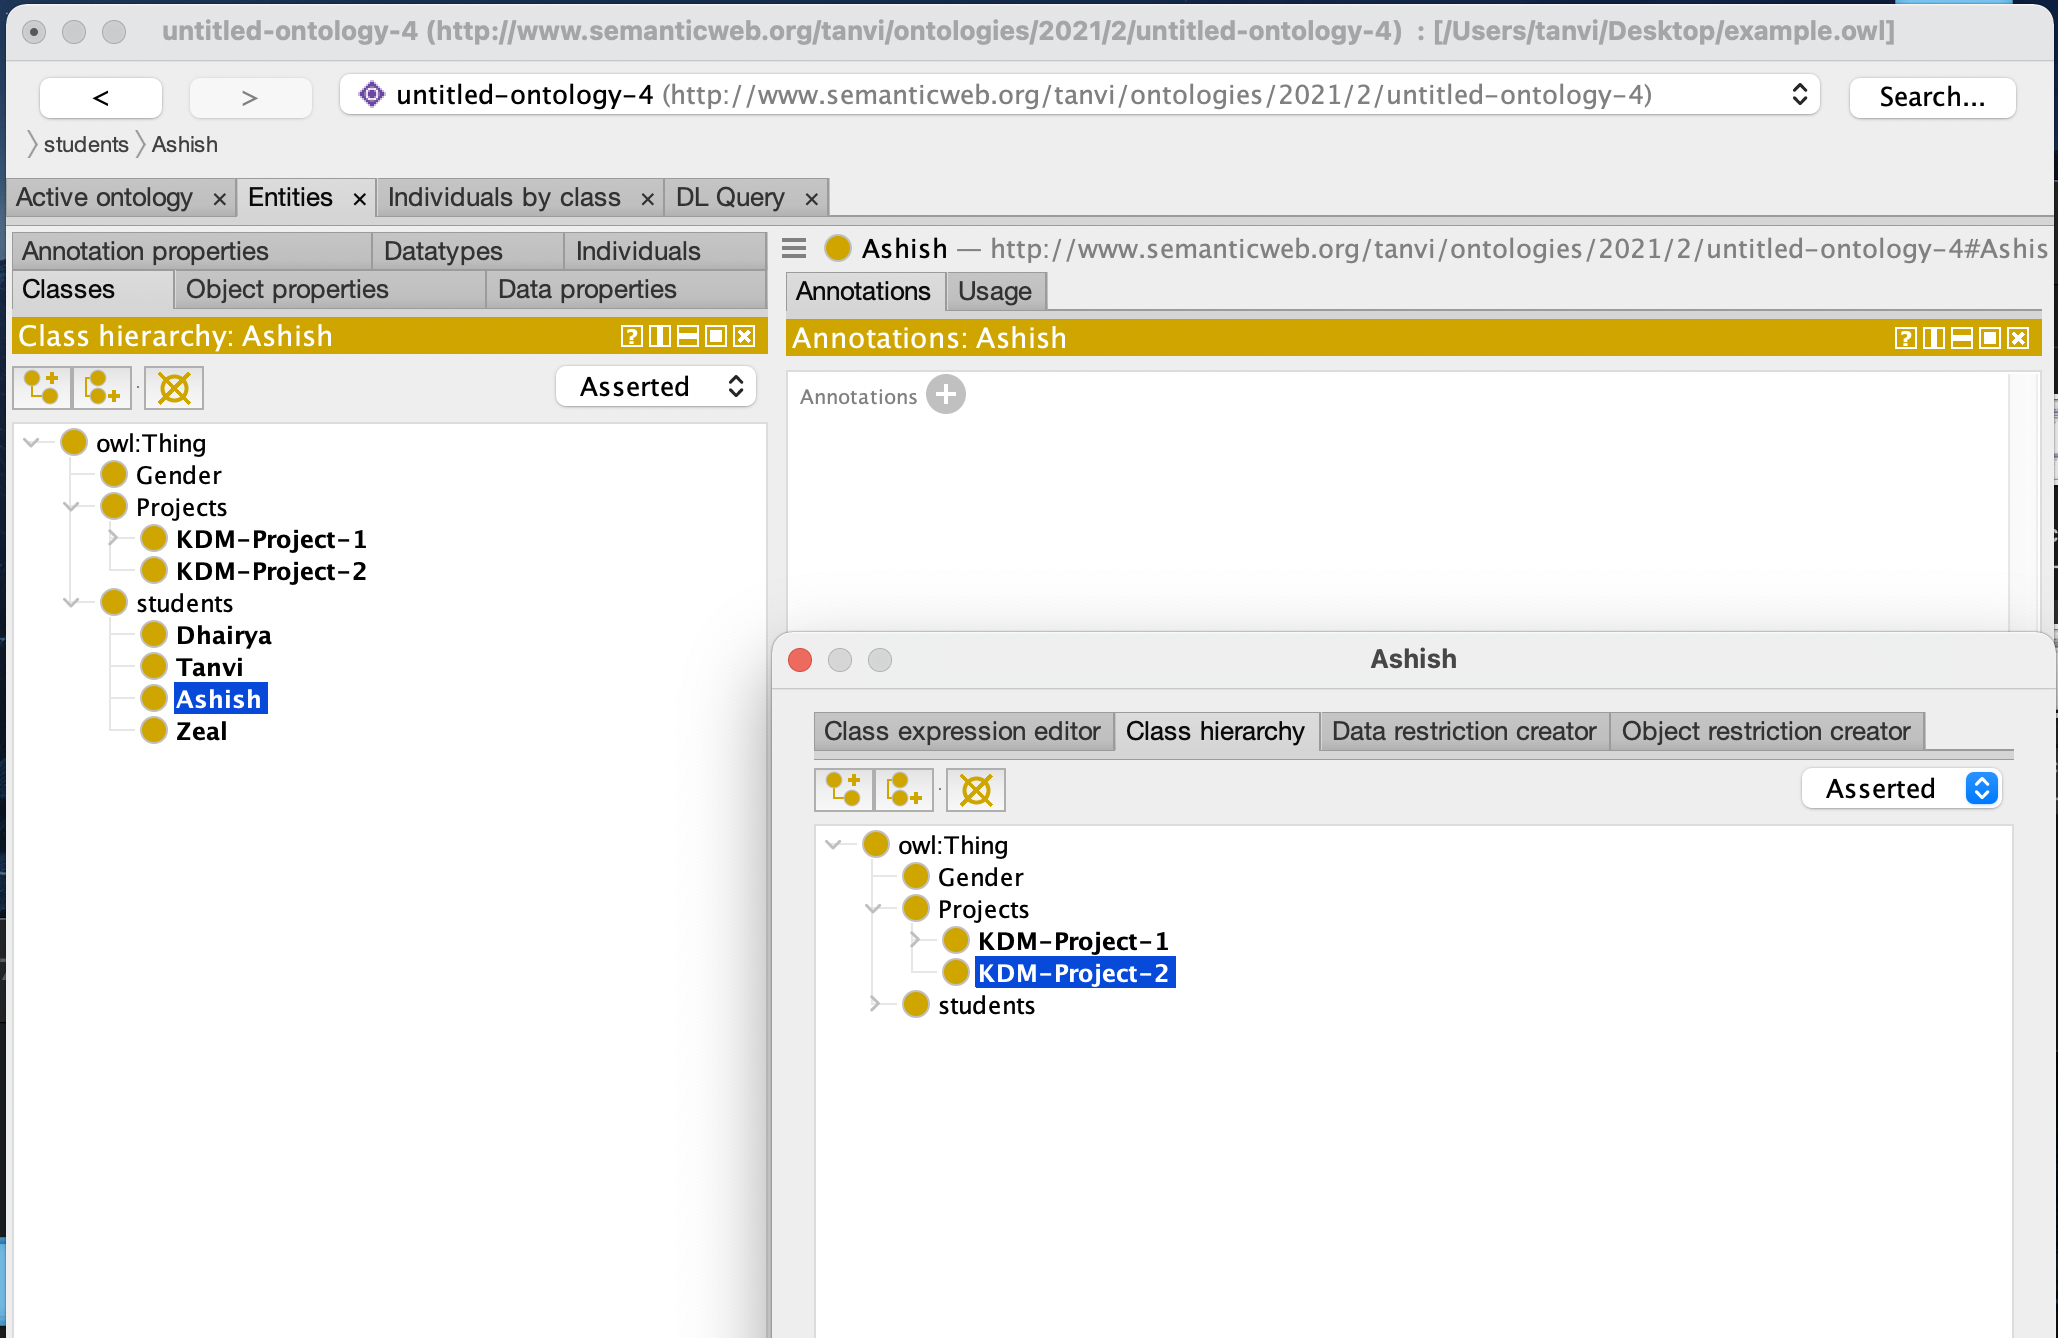 untitled-ontology-4 (http://www.semanticweb.org/tanvi/ontologies/2021/2/untitled-ontology-4) : [/Users/tanvi/Desktop/example.owl]
< > untitled-ontology-4 (http://www.semanticweb.org/tanvi/ontologies/2021/2/untitled-ontology-4) Search...
students Ashish
Active ontology × Entities × Individuals by class × DL Query ×
Annotation properties Datatypes Individuals
Classes Object properties Data properties
Class hierarchy: Ashish
Asserted
owl:Thing
Gender
Projects
KDM-Project-1
KDM-Project-2
students
Dhairya
Tanvi
Ashish
Zeal
Ashish — http://www.semanticweb.org/tanvi/ontologies/2021/2/untitled-ontology-4#Ashis
Annotations Usage
Annotations: Ashish
Annotations
Ashish
Class expression editor Class hierarchy Data restriction creator Object restriction creator
Asserted
owl:Thing
Gender
Projects
KDM-Project-1
KDM-Project-2
students